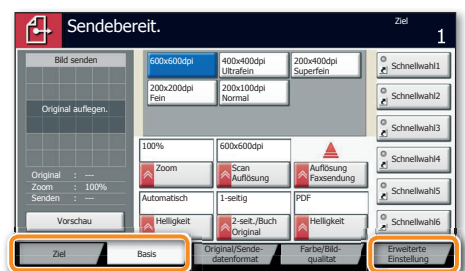 Sendebereit.
Ziel
1
Bild senden
Original auflegen.
Original : ---
Zoom : 100%
Senden : ---
Vorschau
600x600dpi
400x400dpi
Ultrafein
200x400dpi
Superfein
200x200dpi
Fein
200x100dpi
Normal
100%
Zoom
600x600dpi
Scan
Auflösung
Auflösung
Faxsendung
Automatisch
Helligkeit
1-seitig
2-seit./Buch
Original
PDF
Helligkeit
Schnellwahl1
Schnellwahl2
Schnellwahl3
Schnellwahl4
Schnellwahl5
Schnellwahl6
Ziel
Basis
Original/Sende-
datenformat
Farbe/Bild-
qualitat
Erweiterte
Einstellung